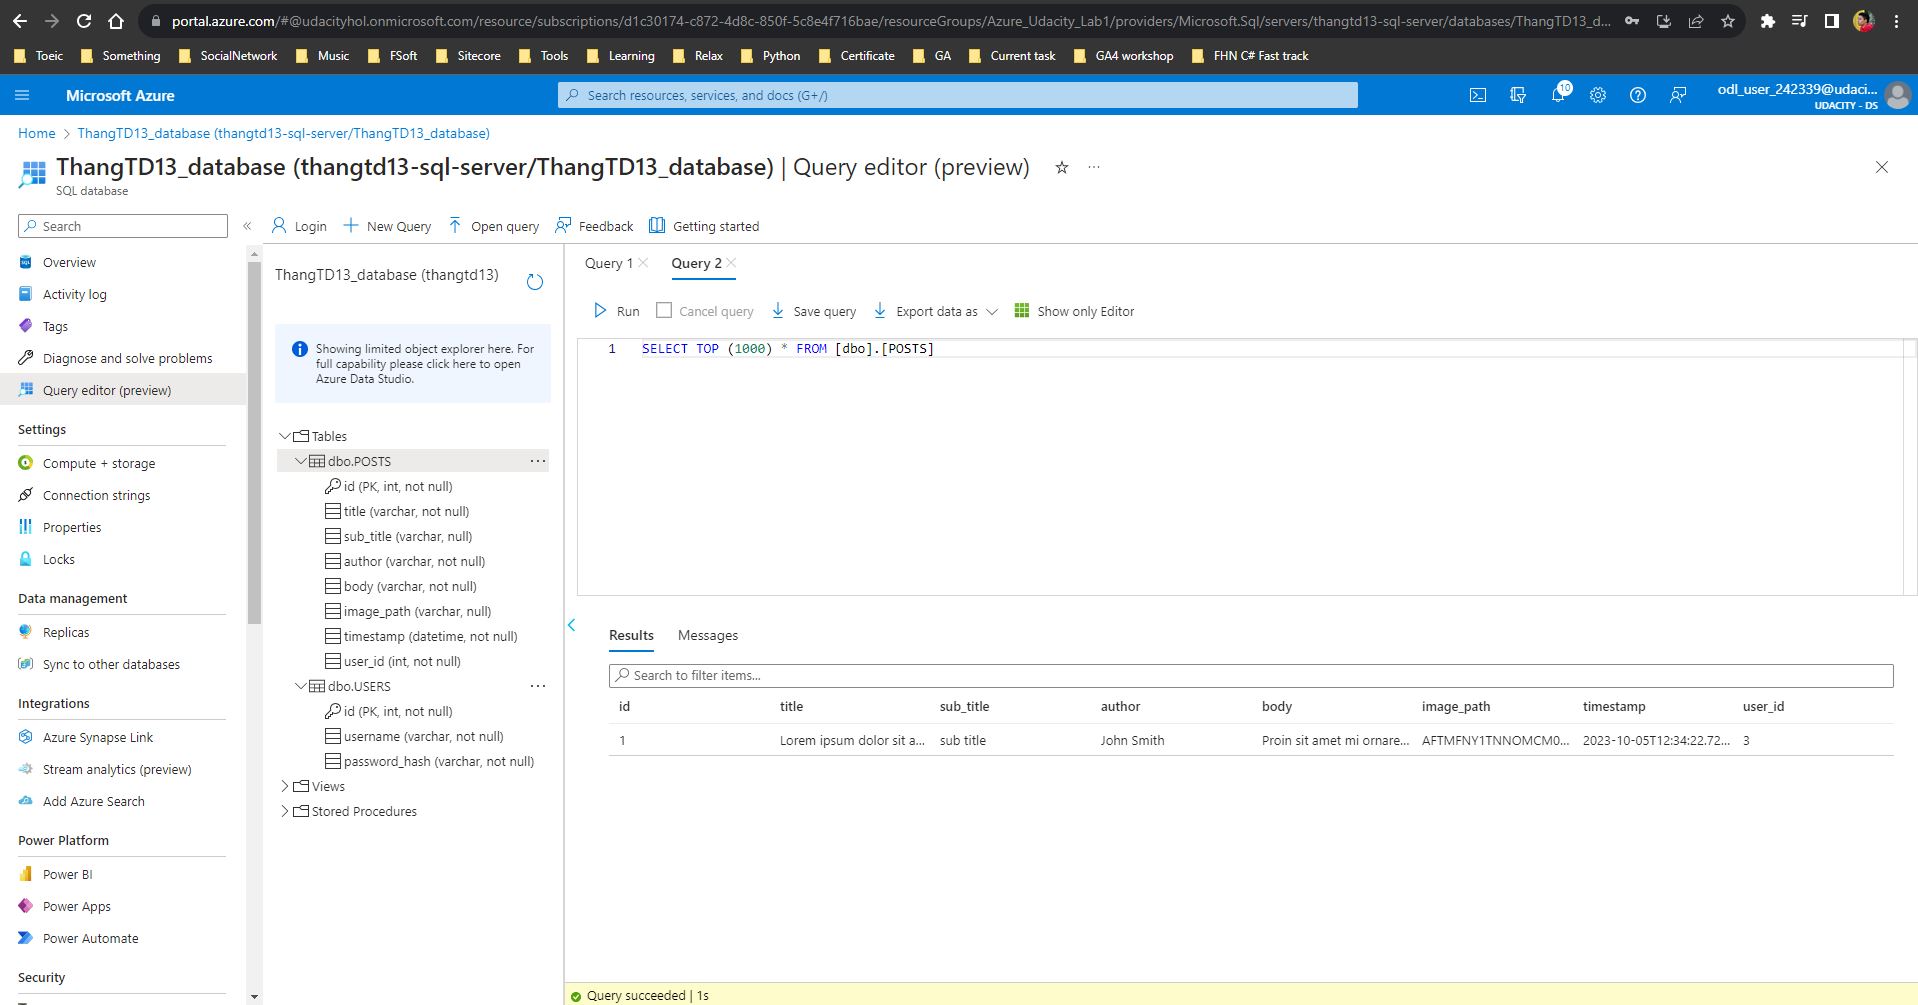 portal.azure.com/#@udacityhol.onmicrosoft.com/resource/subscriptions/d1c30174-c872-4d8c-850f-5c8e4f716bae/resourceGroups/Azure_Udacity_Lab1/providers/Microsoft.Sql/servers/thangtd13-sql-server/databases/ThangTD13_d...
Toeic Something SocialNetwork Music FSoft Sitecore Tools Learning Relax Python Certificate GA Current task GA4 workshop FHN C# Fast track
Microsoft Azure
Search resources, services, and docs (G+/)
10
odl_user_242339@udaci...
UDACITY - DS
Home > ThangTD13_database (thangtd13-sql-server/ThangTD13_database)
ThangTD13_database (thangtd13-sql-server/ThangTD13_database) | Query editor (preview)
SQL database
Search
Overview
Activity log
Tags
Diagnose and solve problems
Query editor (preview)
Settings
Compute + storage
Connection strings
Properties
Locks
Data management
Replicas
Sync to other databases
Integrations
Azure Synapse Link
Stream analytics (preview)
Add Azure Search
Power Platform
Power BI
Power Apps
Power Automate
Security
Login New Query Open query Feedback Getting started
ThangTD13_database (thangtd13)
Showing limited object explorer here. For
full capability please click here to open
Azure Data Studio.
Tables
dbo.POSTS
id (PK, int, not null)
title (varchar, not null)
sub_title (varchar, null)
author (varchar, not null)
body (varchar, not null)
image_path (varchar, null)
timestamp (datetime, not null)
user_id (int, not null)
dbo.USERS
id (PK, int, not null)
username (varchar, not null)
password_hash (varchar, not null)
Views
Stored Procedures
Query 1 Query 2
Run Cancel query Save query Export data as Show only Editor
1 SELECT TOP (1000) * FROM [dbo].[POSTS]
Results Messages
Search to filter items...
id title sub_title author body image_path timestamp user_id
1 Lorem ipsum dolor sit a... sub title John Smith Proin sit amet mi ornare... AFTMFNY1TNNOMCM0... 2023-10-05T12:34:22.72... 3
Query succeeded | 1s